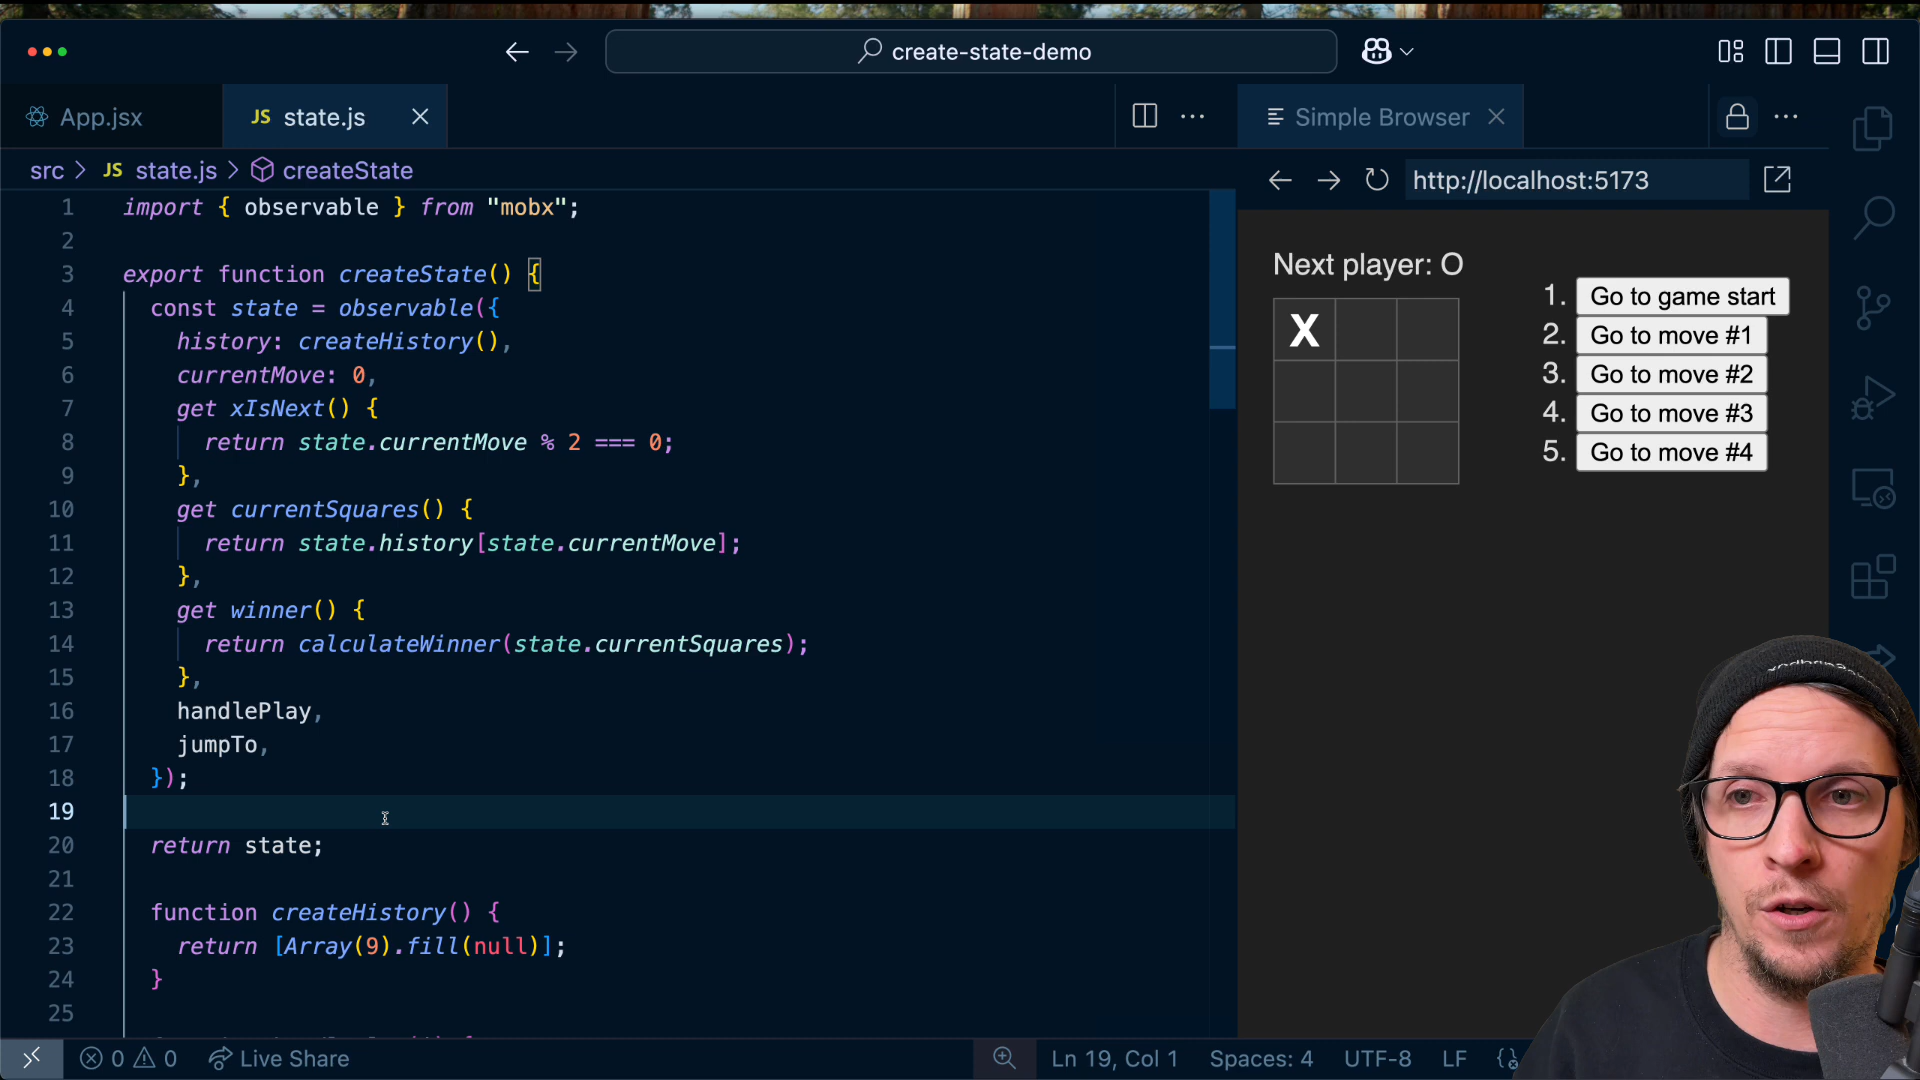 create-state-demo
App.jsx
JS state.js
Simple Browser
src > JS state.js > createState
http://localhost:5173
1 import { observable } from "mobx";
2
3 export function createState() {
4 const state = observable({
5 history: createHistory(),
6 currentMove: 0,
7 get xIsNext() {
8 return state.currentMove % 2 === 0;
9 },
10 get currentSquares() {
11 return state.history[state.currentMove];
12 },
13 get winner() {
14 return calculateWinner(state.currentSquares);
15 },
16 handlePlay,
17 jumpTo,
18 });
19
20 return state;
21
22 function createHistory() {
23 return [Array(9).fill(null)];
24 }
25
Next player: O
X
1. Go to game start
2. Go to move #1
3. Go to move #2
4. Go to move #3
5. Go to move #4
0 0 Live Share
Ln 19, Col 1 Spaces: 4 UTF-8 LF {}